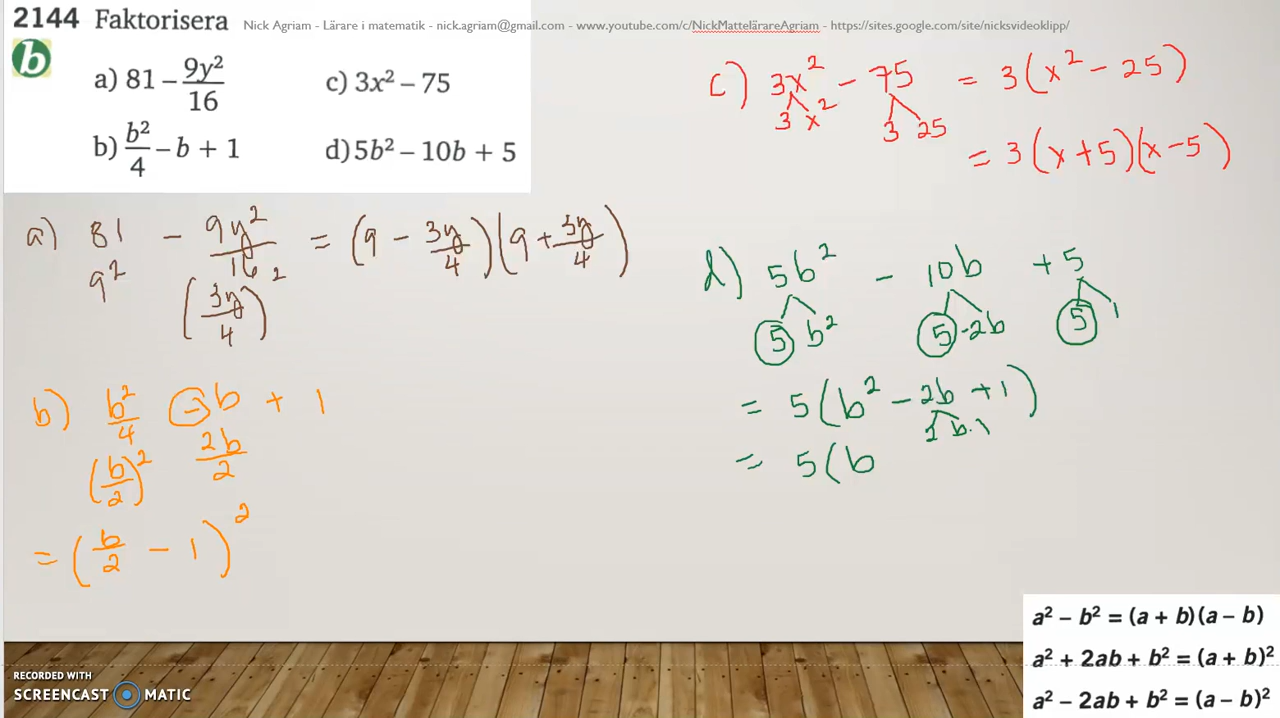 2144 Faktorisera
Nick Agriam - Lärare i matematik - nick.agriam@gmail.com - www.youtube.com/c/NickMattelärareAgriam - https://sites.google.com/site/nicksvideoklipp/
b
a) 81 – 9y²/16
c) 3x² – 75
b) b²/4 – b + 1
d) 5b² – 10b + 5
c) 3x² - 75 = 3(x² - 25)
3 x² 3 25
= 3(x+5)(x-5)
a) 81 - 9y²/16 = (9 - 3y/4)(9 + 3y/4)
9² (3y/4)²
b) b²/4 - b + 1
(b/2)² 2b/2
= (b/2 - 1)²
d) 5b² - 10b + 5
5 b² 5 -2b 5 1
= 5(b² - 2b + 1)
2 b·1
= 5(b
a² – b² = (a + b)(a – b)
a² + 2ab + b² = (a + b)²
a² – 2ab + b² = (a – b)²
RECORDED WITH
SCREENCAST MATIC